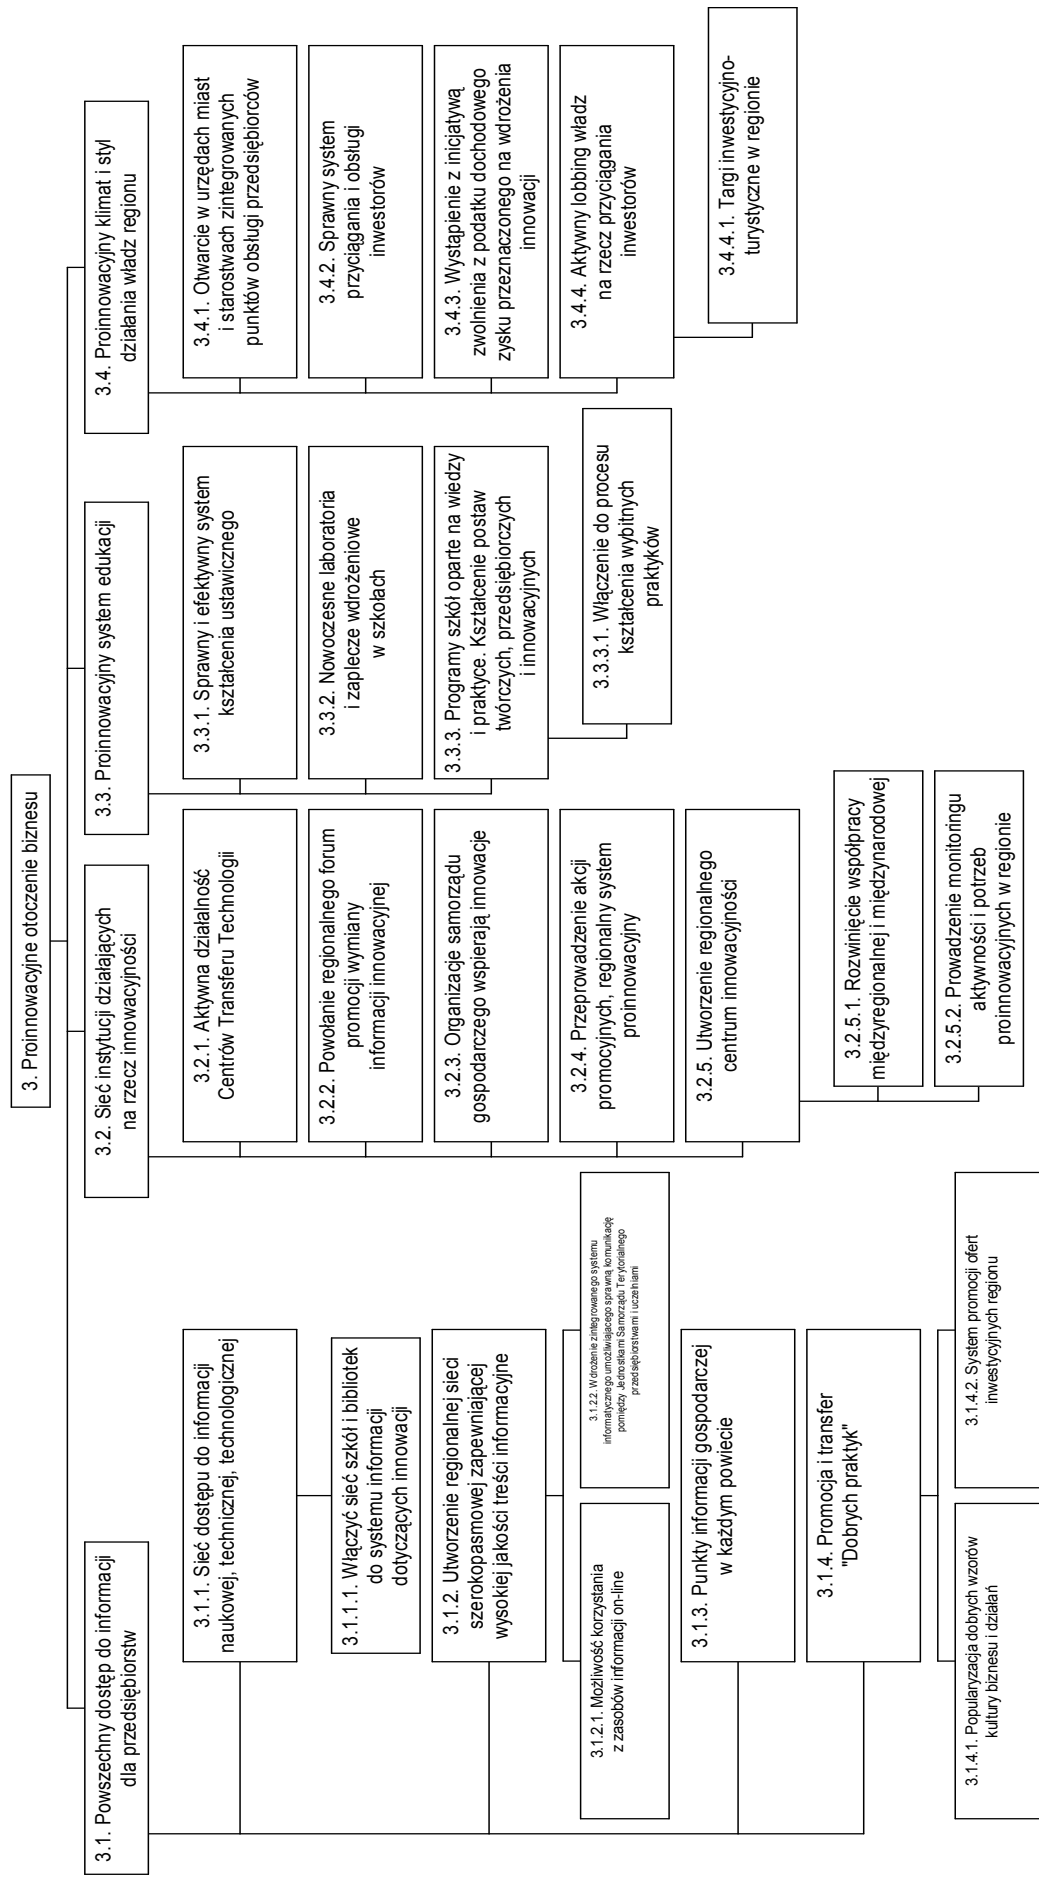 3. Proinnowacyjne otoczenie biznesu
3.1. Powszechny dostęp do informacji
dla przedsiębiorstw
3.1.1. Sieć dostępu do informacji
naukowej, technicznej, technologicznej
3.1.1.1. Włączyć sieć szkół i bibliotek
do systemu informacji
dotyczących innowacji
3.1.2. Utworzenie regionalnej sieci
szerokopasmowej zapewniającej
wysokiej jakości treści informacyjne
3.1.2.1. Możliwość korzystania
z zasobów informacji on-line
3.1.2.2. Wdrożenie zintegrowanego systemu
informatycznego umożliwiajacego sprawną komunikację
pomiędzy Jednostkami Samorządu Terytorialnego
przedsiębiorstwami i uczelniami
3.1.3. Punkty informacji gospodarczej
w każdym powiecie
3.1.4. Promocja i transfer
"Dobrych praktyk"
3.1.4.1. Popularyzacja dobrych wzorów
kultury biznesu i działań
3.1.4.2. System promocji ofert
inwestycyjnych regionu
3.2. Sieć instytucji działających
na rzecz innowacyjności
3.2.1. Aktywna działalność
Centrów Transferu Technologii
3.2.2. Powołanie regionalnego forum
promocji wymiany
informacji innowacyjnej
3.2.3. Organizacje samorządu
gospodarczego wspierają innowacje
3.2.4. Przeprowadzenie akcji
promocyjnych, regionalny system
proinnowacyjny
3.2.5. Utworzenie regionalnego
centrum innowacyjności
3.2.5.1. Rozwinięcie współpracy
międzyregionalnej i międzynarodowej
3.2.5.2. Prowadzenie monitoringu
aktywności i potrzeb
proinnowacyjnych w regionie
3.3. Proinnowacyjny system edukacji
3.3.1. Sprawny i efektywny system
kształcenia ustawicznego
3.3.2. Nowoczesne laboratoria
i zaplecze wdrożeniowe
w szkołach
3.3.3. Programy szkół oparte na wiedzy
i praktyce. Kształcenie postaw
twórczych, przedsiębiorczych
i innowacyjnych
3.3.3.1. Włączenie do procesu
kształcenia wybitnych
praktyków
3.4. Proinnowacyjny klimat i styl
działania władz regionu
3.4.1. Otwarcie w urzędach miast
i starostwach zintegrowanych
punktów obsługi przedsiębiorców
3.4.2. Sprawny system
przyciągania i obsługi
inwestorów
3.4.3. Wystąpienie z inicjatywą
zwolnienia z podatku dochodowego
zysku przeznaczonego na wdrożenia
innowacji
3.4.4. Aktywny lobbing władz
na rzecz przyciągania
inwestorów
3.4.4.1. Targi inwestycyjno-
turystyczne w regionie